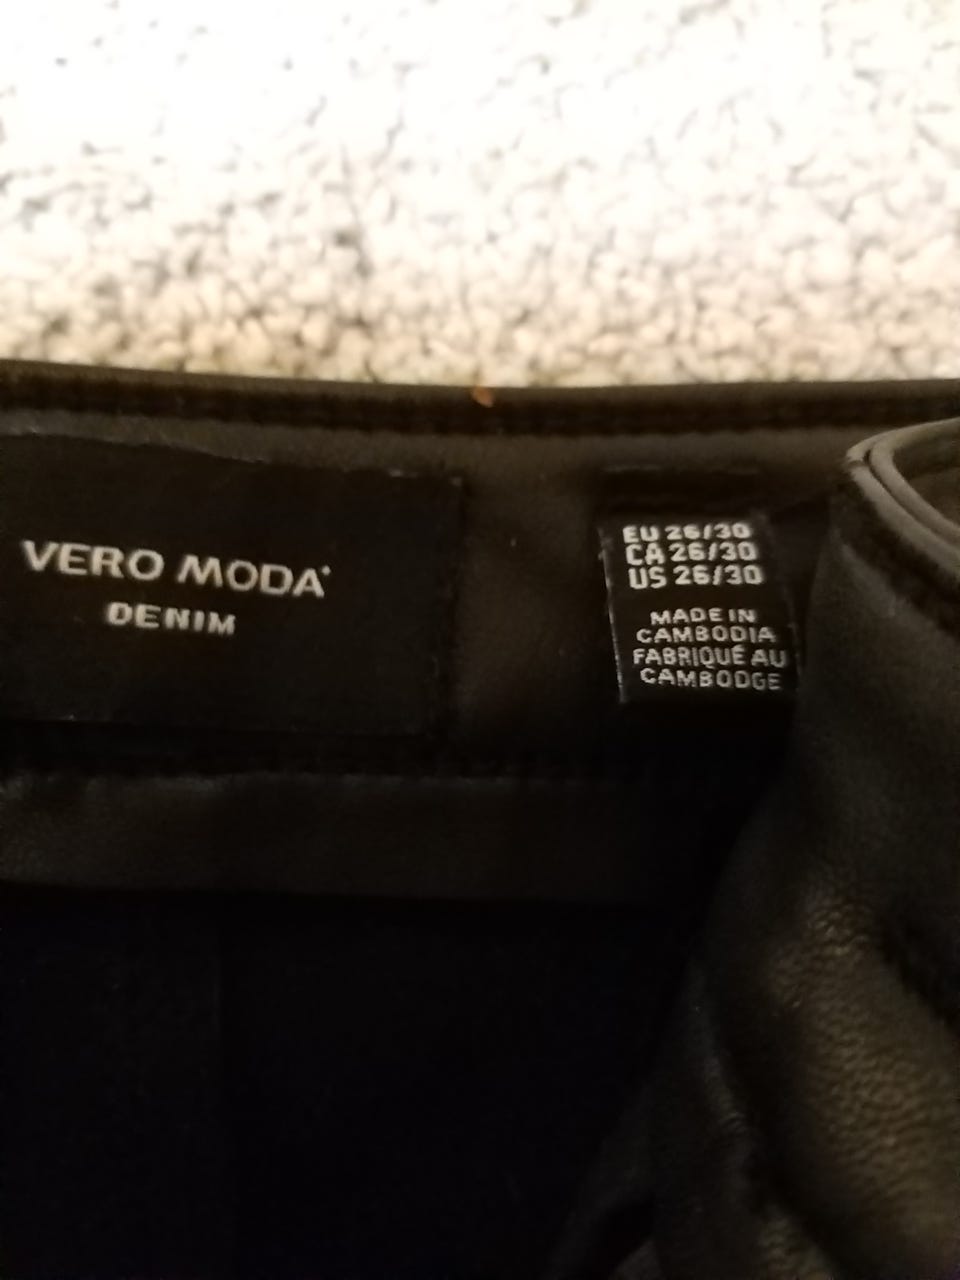 VERO MODA
DENIM
EU 26/30
CA 26/30
US 26/30
MADE IN
CAMBODIA
FABRIQUÉ AU
CAMBODGE